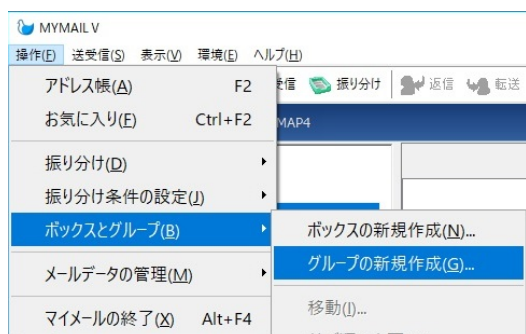 MYMAIL V
操作(F) 送受信(S) 表示(V) 環境(E) ヘルプ(H)
アドレス帳(A) F2
信 振り分け 返信 転送
お気に入り(F) Ctrl+F2
MAP4
振り分け(D)
振り分け条件の設定(J)
ボックスとグループ(B)
ボックスの新規作成(N)...
グループの新規作成(G)...
メールデータの管理(M)
移動(I)...
マイメールの終了(X) Alt+F4